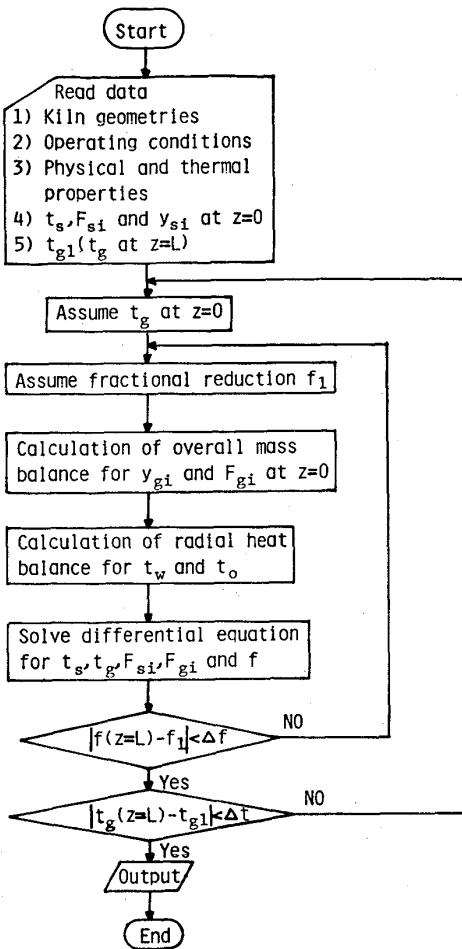 Start
Read data
1) Kiln geometries
2) Operating conditions
3) Physical and thermal
properties
4) t_s,F_si and y_si at z=0
5) t_g1(t_g at z=L)
Assume t_g at z=0
Assume fractional reduction f_1
Calculation of overall mass
balance for y_gi and F_gi at z=0
Calculation of radial heat
balance for t_w and t_o
Solve differential equation
for t_s,t_g,F_si,F_gi and f
|f(z=L)-f_1|<Δf
NO
Yes
|t_g(z=L)-t_g1|<Δt
NO
Yes
Output
End